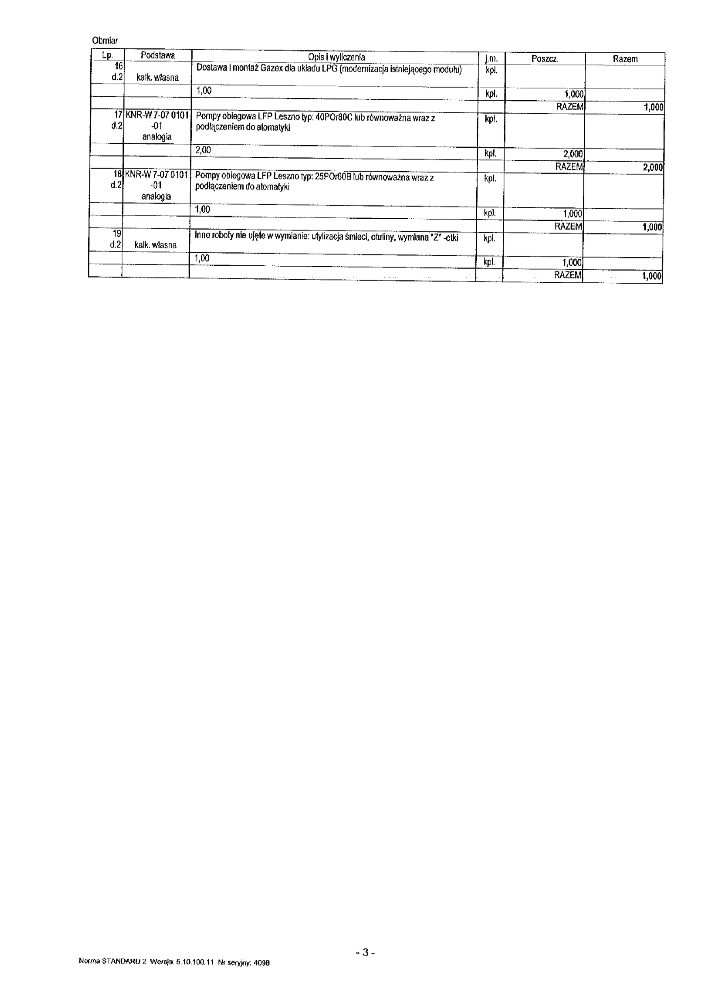 Obmiar
Lp. Podstawa Opis i wyliczenia j.m. Poszcz. Razem
16 Dostawa i montaż Gazex dla układu LPG (modernizacja istniejącego modułu) kpl.
d.2 kalk. własna
1,00 kpl. 1,000
RAZEM 1,000
17 KNR-W 7-07 0101 Pompy obiegowa LFP Leszno typ: 40POr80C lub równoważna wraz z kpl.
d.2 -01 podłączeniem do atomatyki
analogia
2,00 kpl. 2,000
RAZEM 2,000
18 KNR-W 7-07 0101 Pompy obiegowa LFP Leszno typ: 25POr60B lub równoważna wraz z kpl.
d.2 -01 podłączeniem do atomatyki
analogia
1,00 kpl. 1,000
RAZEM 1,000
19 Inne roboty nie ujęte w wymianie: utylizacja śmieci, otuliny, wymiana "Z" -etki kpl.
d.2 kalk. własna
1,00 kpl. 1,000
RAZEM 1,000
- 3 -
Norma STANDARD 2 Wersja: 5.10.100.11 Nr seryjny: 4098